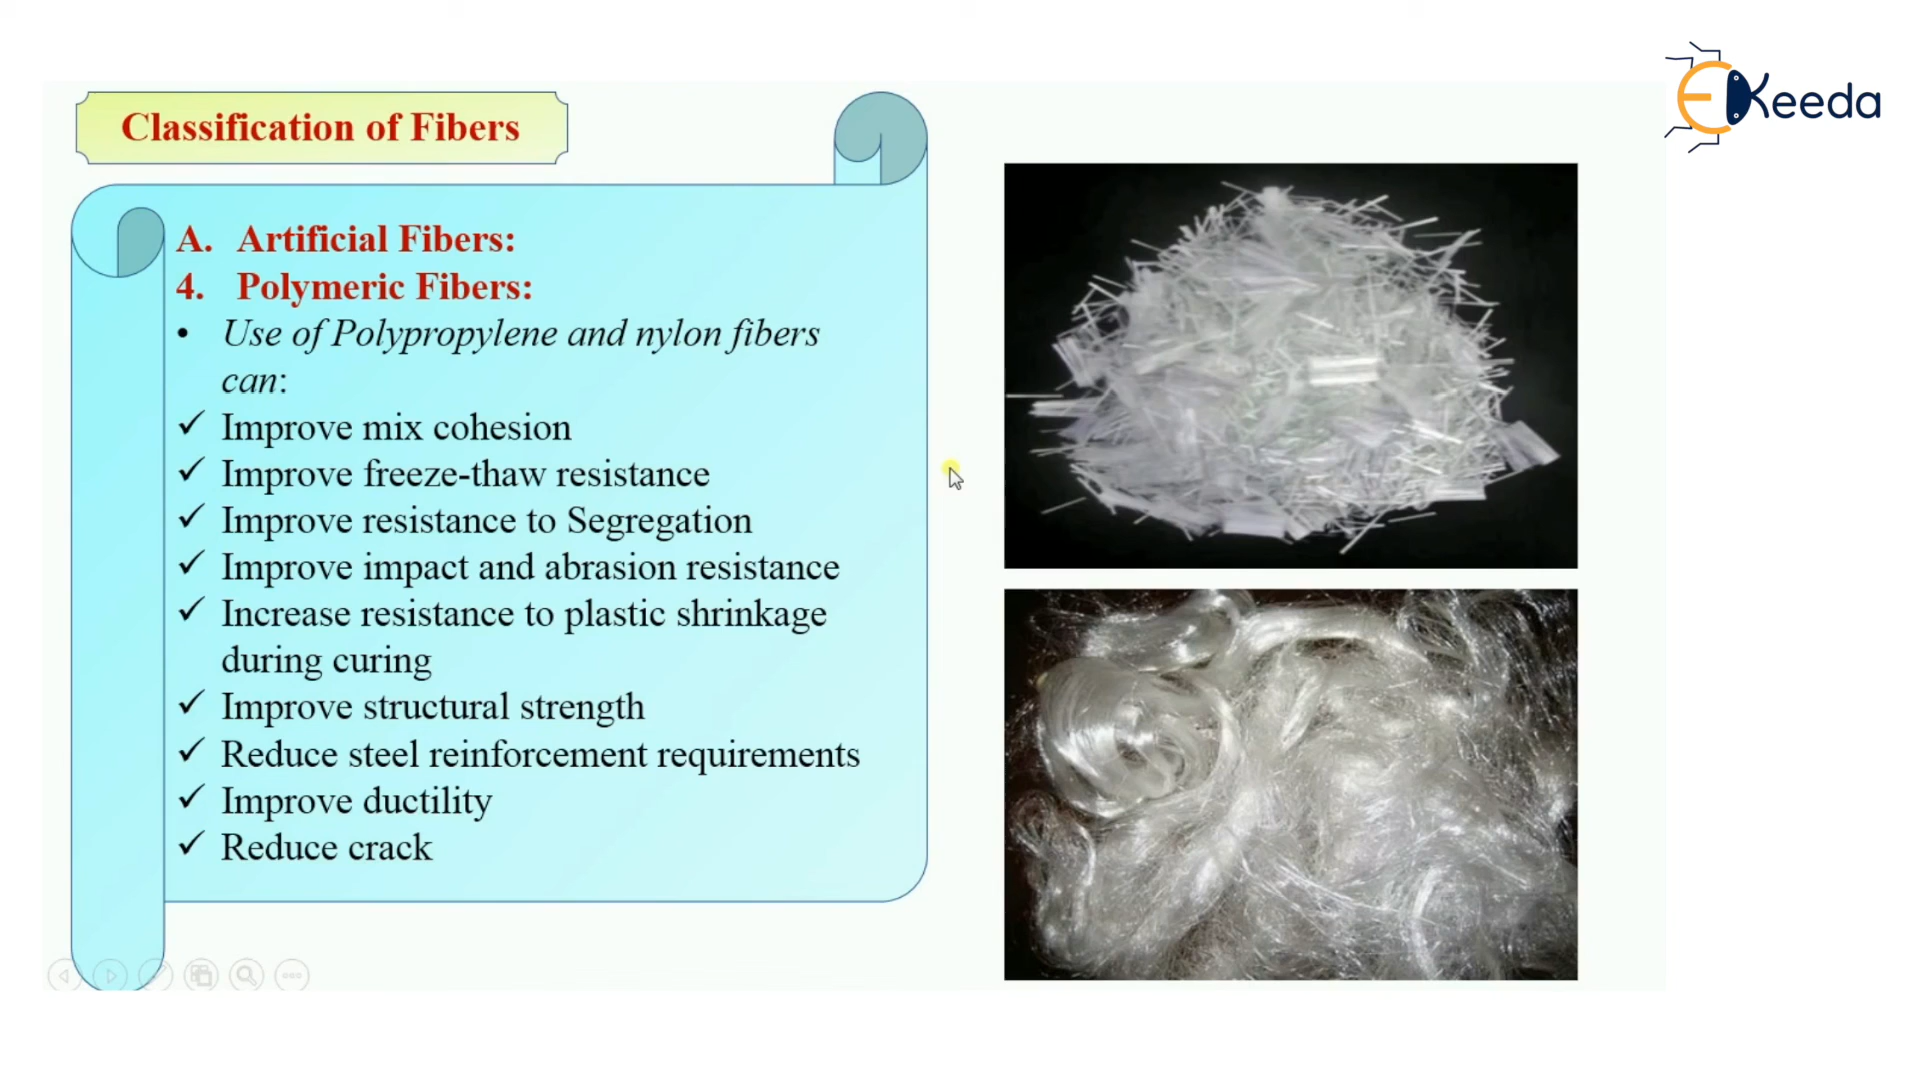 Classification of Fibers
EKeeda
A. Artificial Fibers:
4. Polymeric Fibers:
• Use of Polypropylene and nylon fibers
can:
✓ Improve mix cohesion
✓ Improve freeze-thaw resistance
✓ Improve resistance to Segregation
✓ Improve impact and abrasion resistance
✓ Increase resistance to plastic shrinkage
during curing
✓ Improve structural strength
✓ Reduce steel reinforcement requirements
✓ Improve ductility
✓ Reduce crack